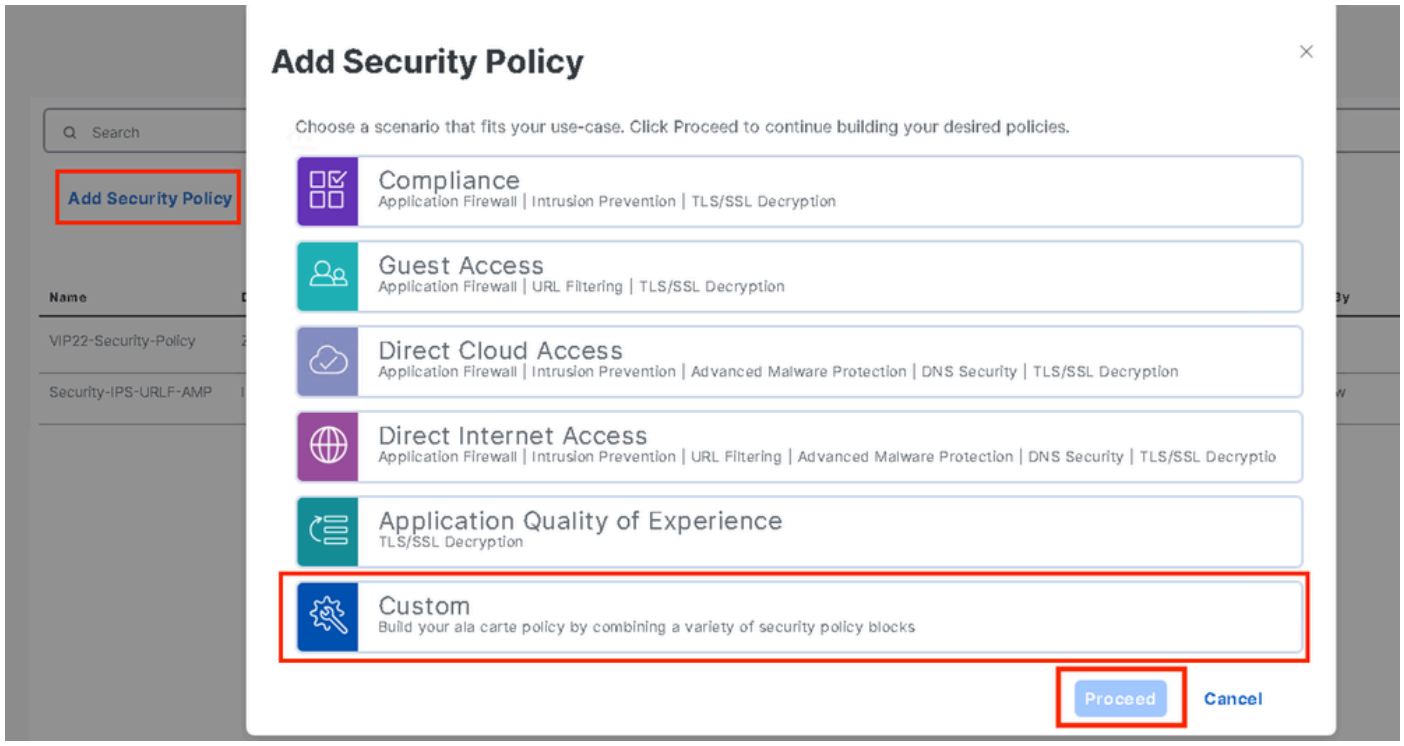 Add Security Policy
Choose a scenario that fits your use-case. Click Proceed to continue building your desired policies.
Search
Add Security Policy
Compliance
Application Firewall | Intrusion Prevention | TLS/SSL Decryption
Guest Access
Application Firewall | URL Filtering | TLS/SSL Decryption
Name
By
VIP22-Security-Policy
Direct Cloud Access
Application Firewall | Intrusion Prevention | Advanced Malware Protection | DNS Security | TLS/SSL Decryption
Security-IPS-URLF-AMP
Direct Internet Access
Application Firewall | Intrusion Prevention | URL Filtering | Advanced Malware Protection | DNS Security | TLS/SSL Decryptio
Application Quality of Experience
TLS/SSL Decryption
Custom
Build your ala carte policy by combining a variety of security policy blocks
Proceed Cancel